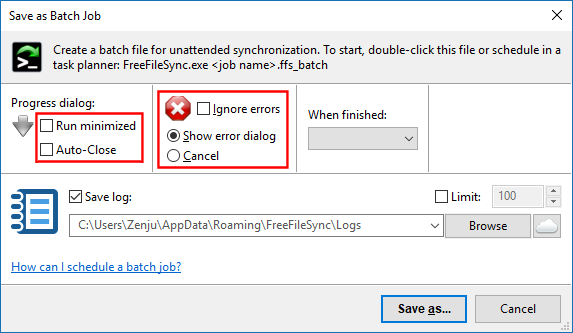 Save as Batch Job
Create a batch file for unattended synchronization. To start, double-click this file or schedule in a
task planner: FreeFileSync.exe <job name>.ffs_batch
Progress dialog:
Run minimized
Auto-Close
Ignore errors
Show error dialog
Cancel
When finished:
Save log:
Limit:
100
C:\Users\Zenju\AppData\Roaming\FreeFileSync\Logs
Browse
How can I schedule a batch job?
Save as...
Cancel